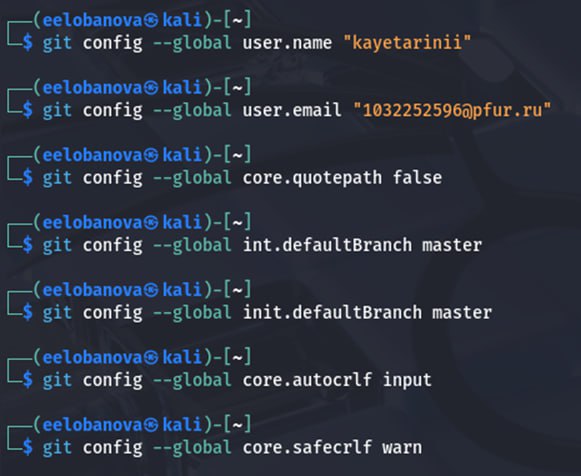 ┌──(eelobanova㉿kali)-[~]
└─$ git config --global user.name "kayetarinii"
┌──(eelobanova㉿kali)-[~]
└─$ git config --global user.email "1032252596@pfur.ru"
┌──(eelobanova㉿kali)-[~]
└─$ git config --global core.quotepath false
┌──(eelobanova㉿kali)-[~]
└─$ git config --global int.defaultBranch master
┌──(eelobanova㉿kali)-[~]
└─$ git config --global init.defaultBranch master
┌──(eelobanova㉿kali)-[~]
└─$ git config --global core.autocrlf input
┌──(eelobanova㉿kali)-[~]
└─$ git config --global core.safecrlf warn